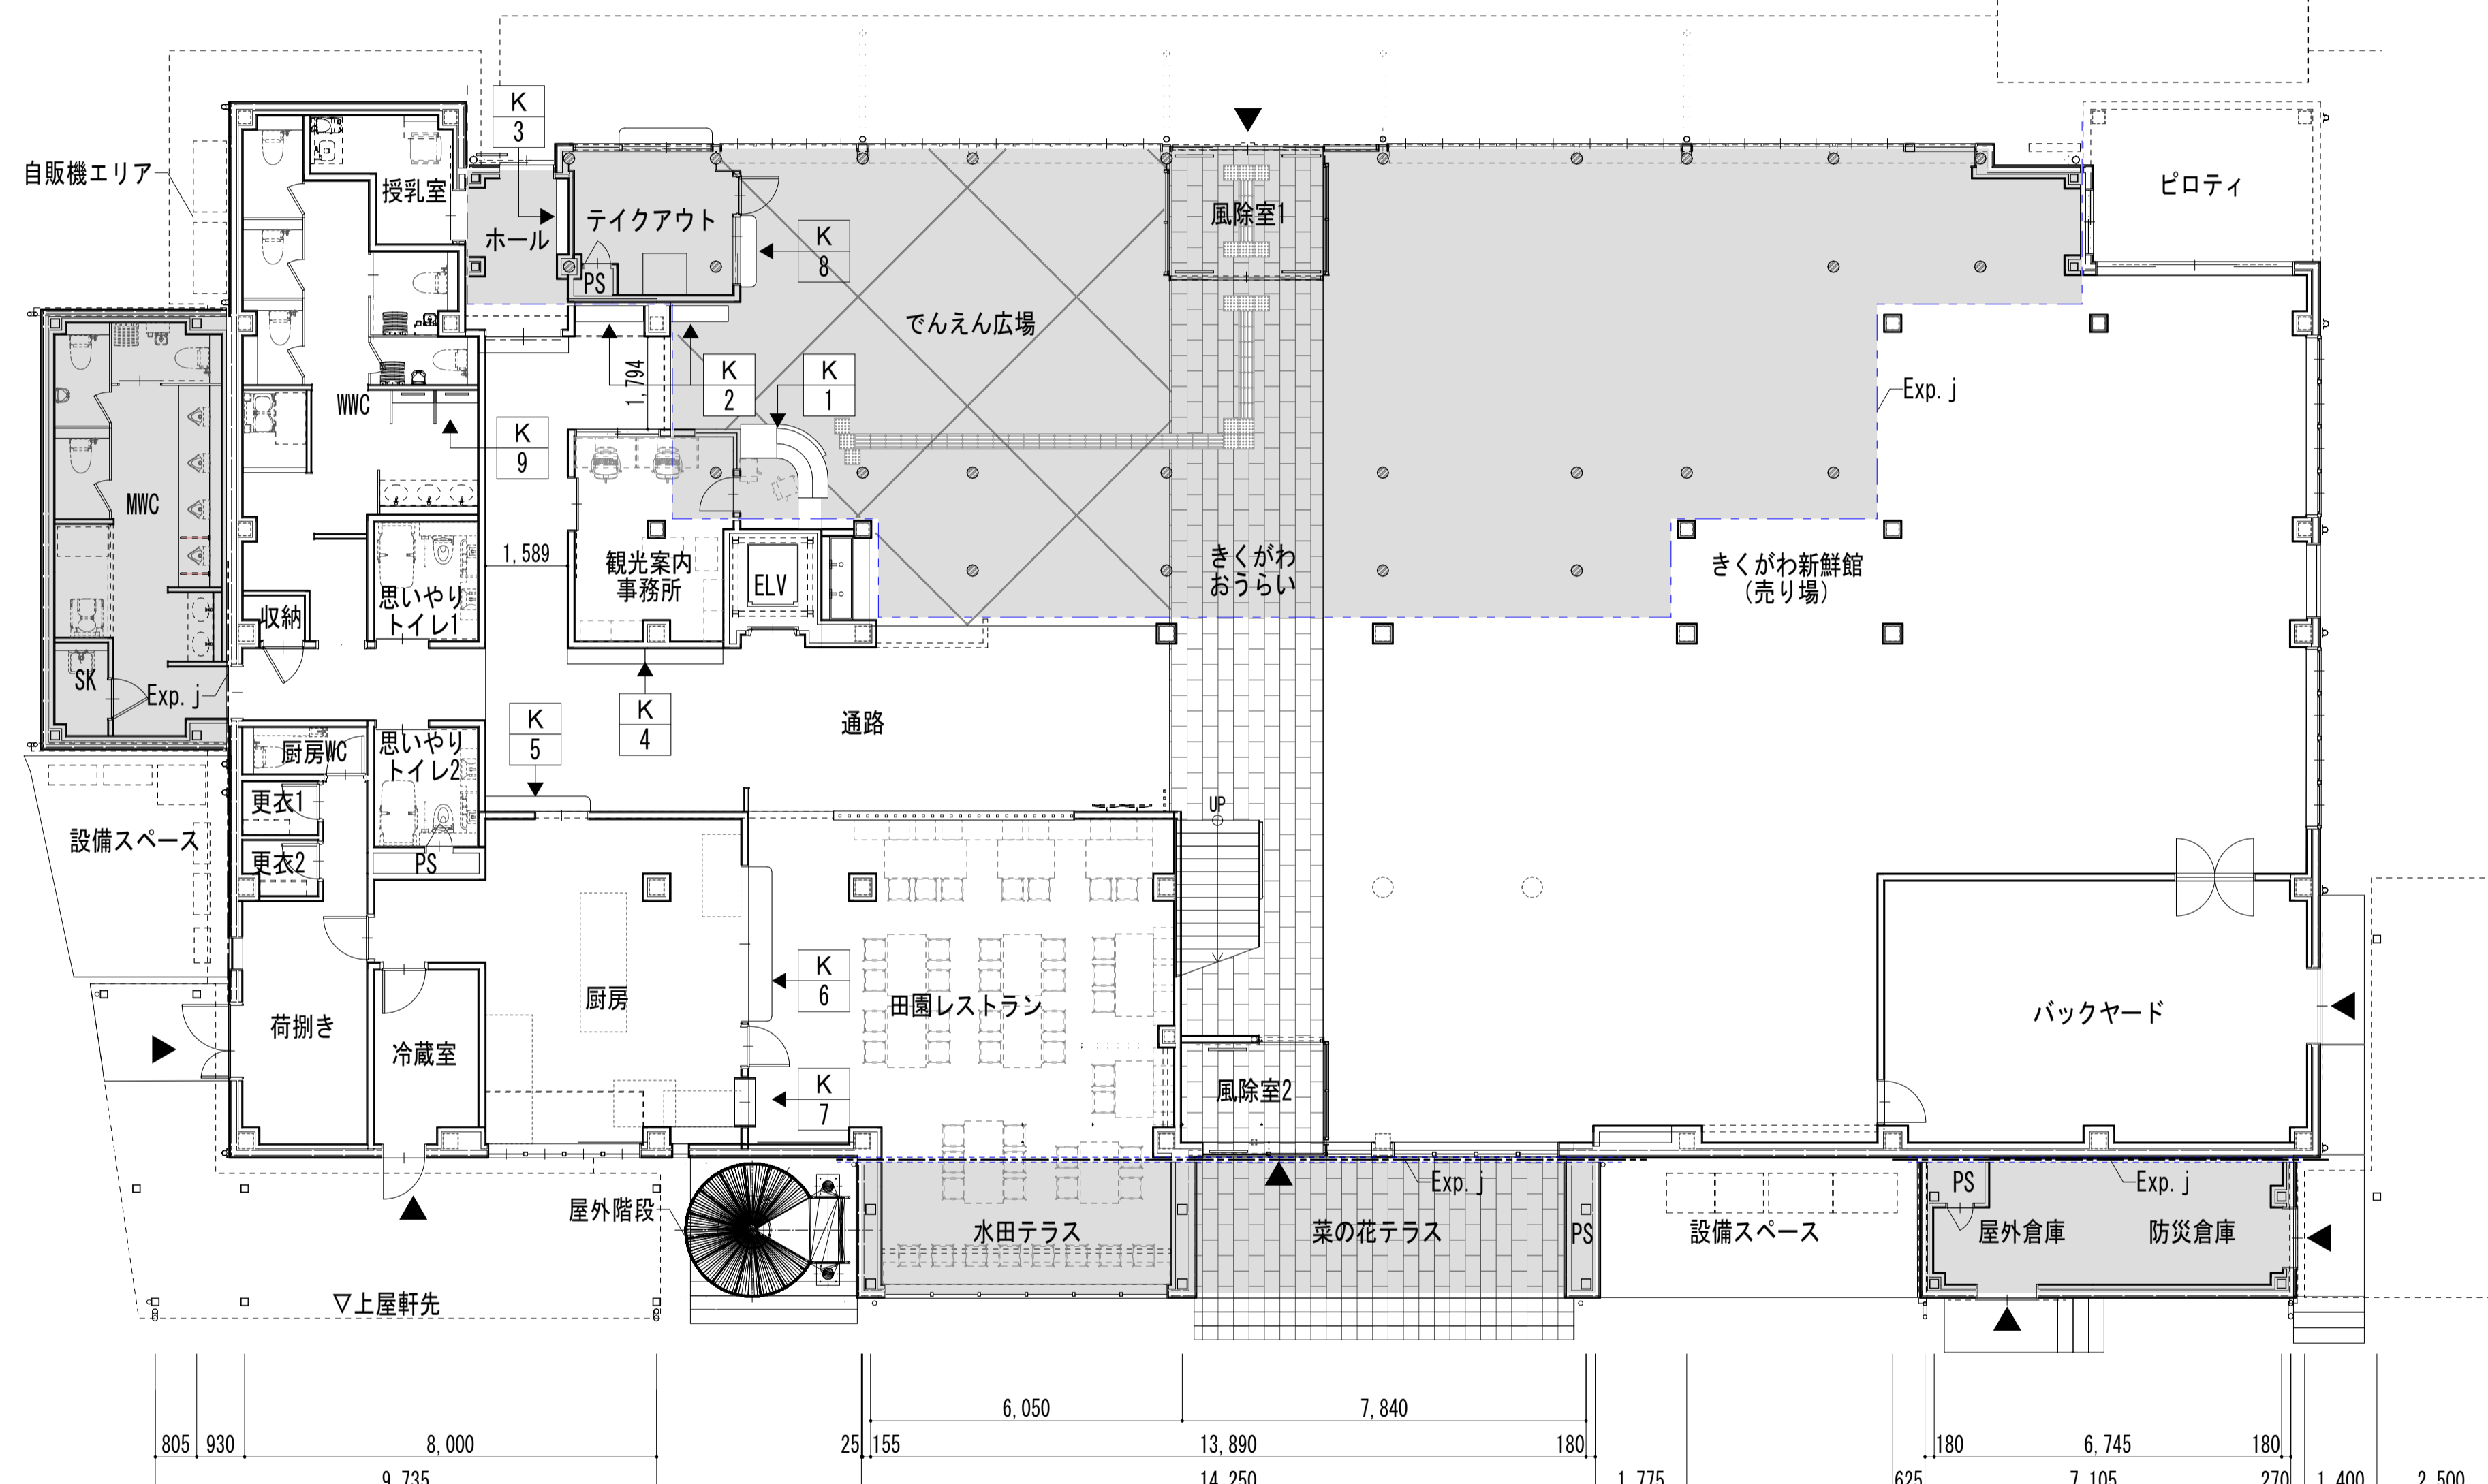 K
3
自販機エリア
授乳室
ホール
テイクアウト
PS
K
8
風除室1
ピロティ
でんえん広場
1,794
K
2
K
1
Exp.j
WWC
K
9
MWC
1,589
観光案内
事務所
ELV
きくがわ
おうらい
きくがわ新鮮館
(売り場)
収納
思いやり
トイレ1
SK
Exp.j
K
5
K
4
通路
厨房WC
思いやり
トイレ2
更衣1
更衣2
PS
設備スペース
UP
K
6
厨房
田園レストラン
バックヤード
荷捌き
冷蔵室
K
7
風除室2
屋外階段
水田テラス
Exp.j
菜の花テラス
PS
設備スペース
PS
Exp.j
屋外倉庫
防災倉庫
▽上屋軒先
6,050
7,840
805
930
8,000
25
155
13,890
180
180
6,745
180
9,735
14,250
1,775
625
7,105
270
1,400
2,500